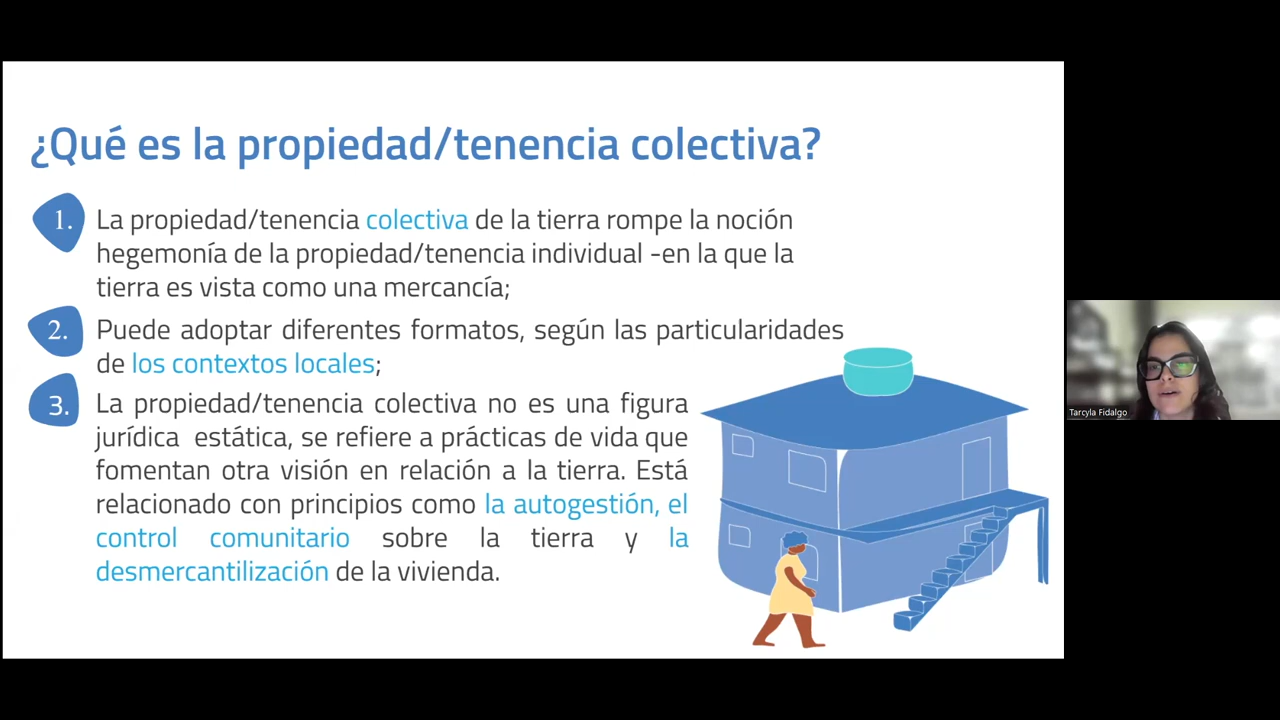 ¿Qué es la propiedad/tenencia colectiva?
1. La propiedad/tenencia colectiva de la tierra rompe la noción
hegemonía de la propiedad/tenencia individual -en la que la
tierra es vista como una mercancía;
2. Puede adoptar diferentes formatos, según las particularidades
de los contextos locales;
3. La propiedad/tenencia colectiva no es una figura
jurídica estática, se refiere a prácticas de vida que
fomentan otra visión en relación a la tierra. Está
relacionado con principios como la autogestión, el
control comunitario sobre la tierra y la
desmercantilización de la vivienda.
Tarcyla Fidalgo